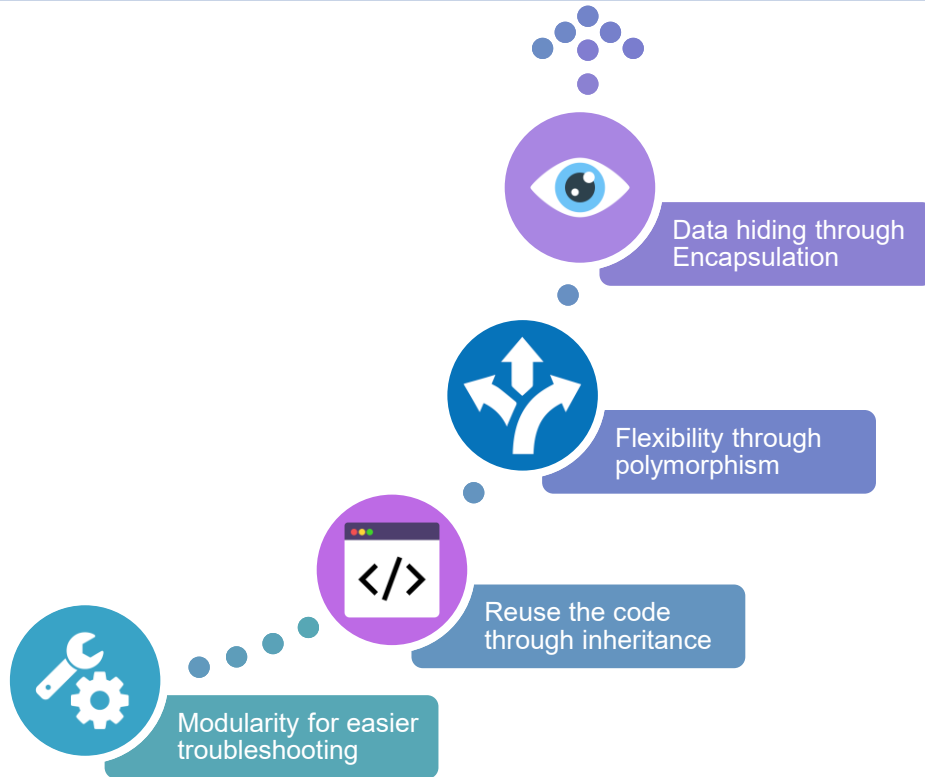 Data hiding through
Encapsulation
Flexibility through
polymorphism
</>
Reuse the code
through inheritance
Modularity for easier
troubleshooting